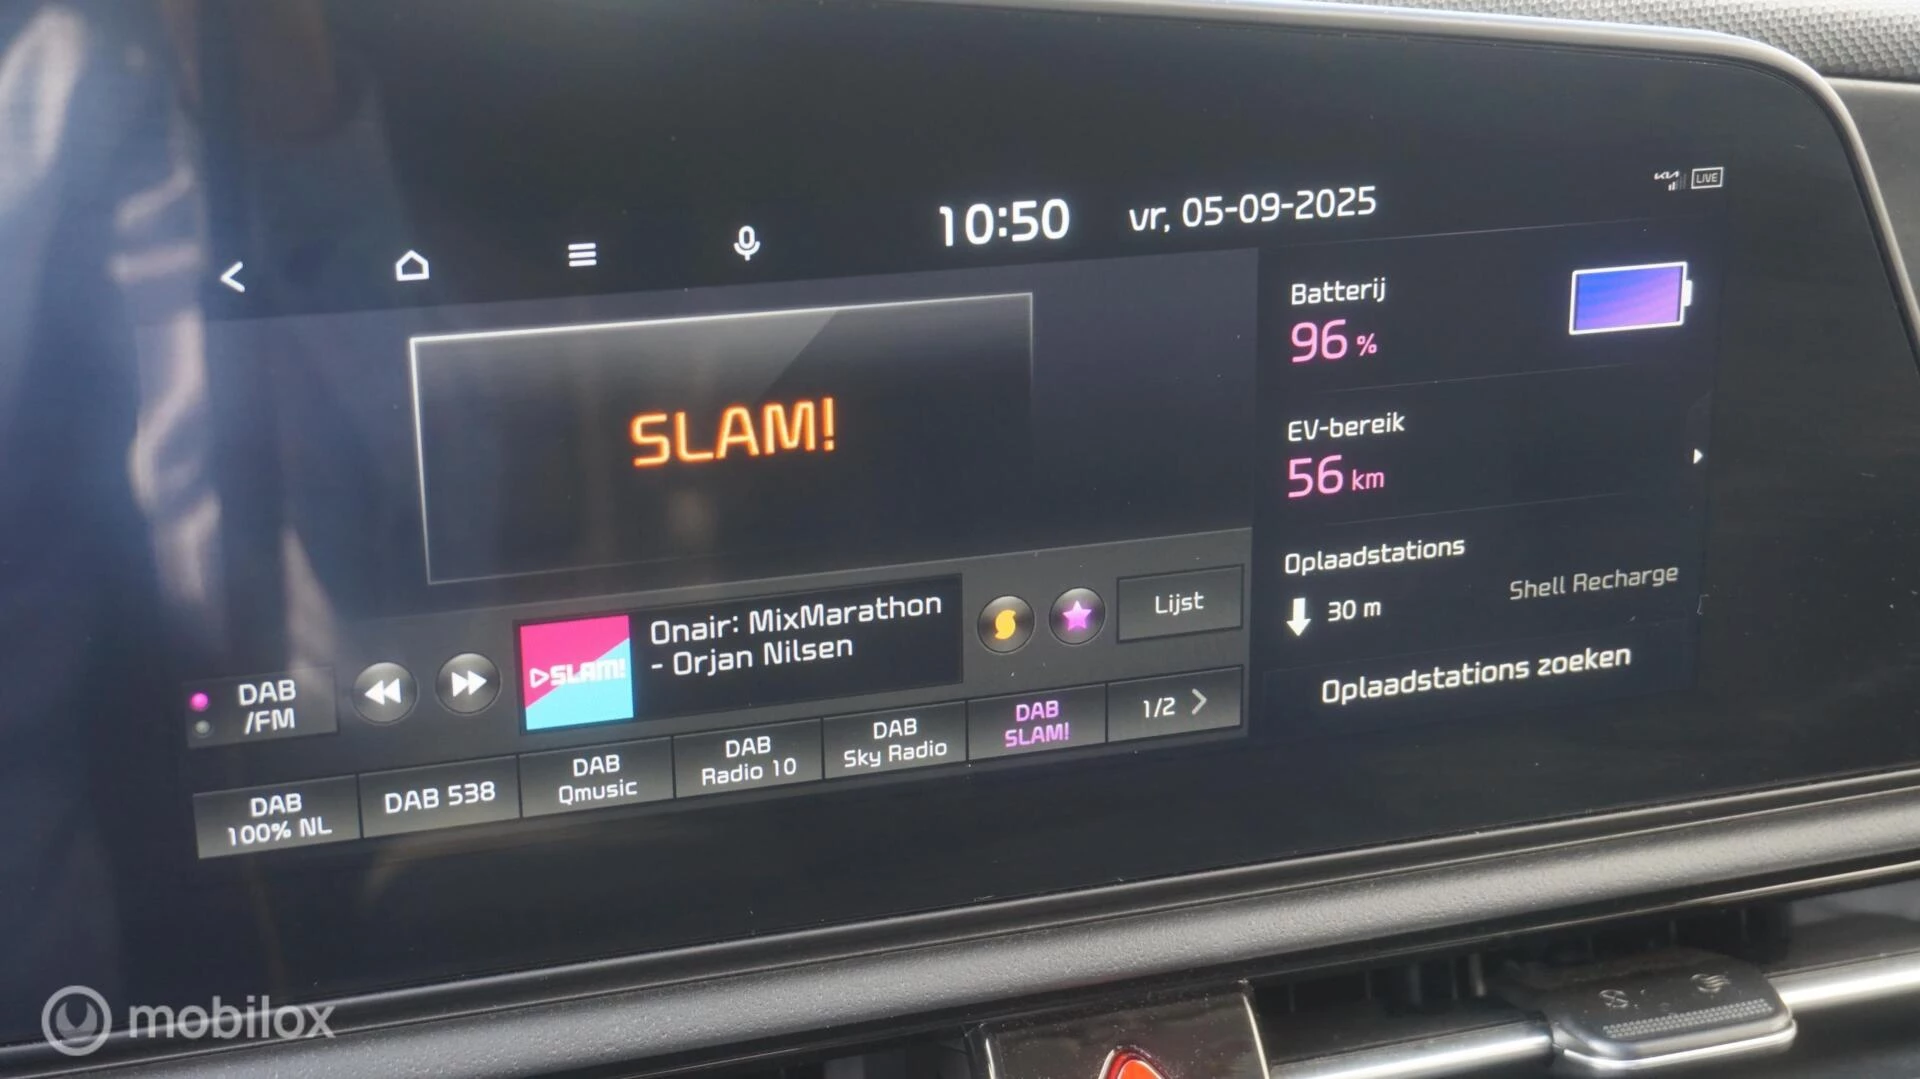 KIA LIVE
10:50 vr, 05-09-2025
SLAM!
Batterij
96 %
EV-bereik
56 km
Oplaadstations
Shell Recharge
30 m
Oplaadstations zoeken
DAB
/FM
SLAM!
Onair: MixMarathon
- Orjan Nilsen
Lijst
DAB
100% NL
DAB 538
DAB
Qmusic
DAB
Radio 10
DAB
Sky Radio
DAB
SLAM!
1/2
mobilox